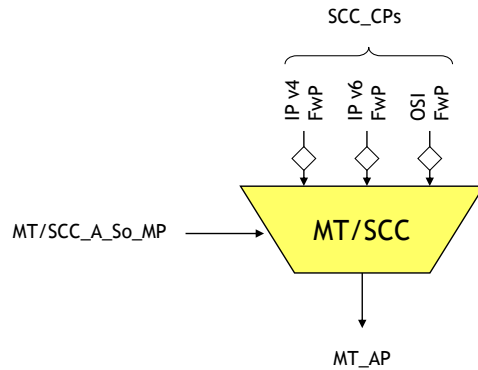 SCC_CPs
IP v4
FwP
IP v6
FwP
OSI
FwP
MT/SCC_A_So_MP
MT/SCC
MT_AP